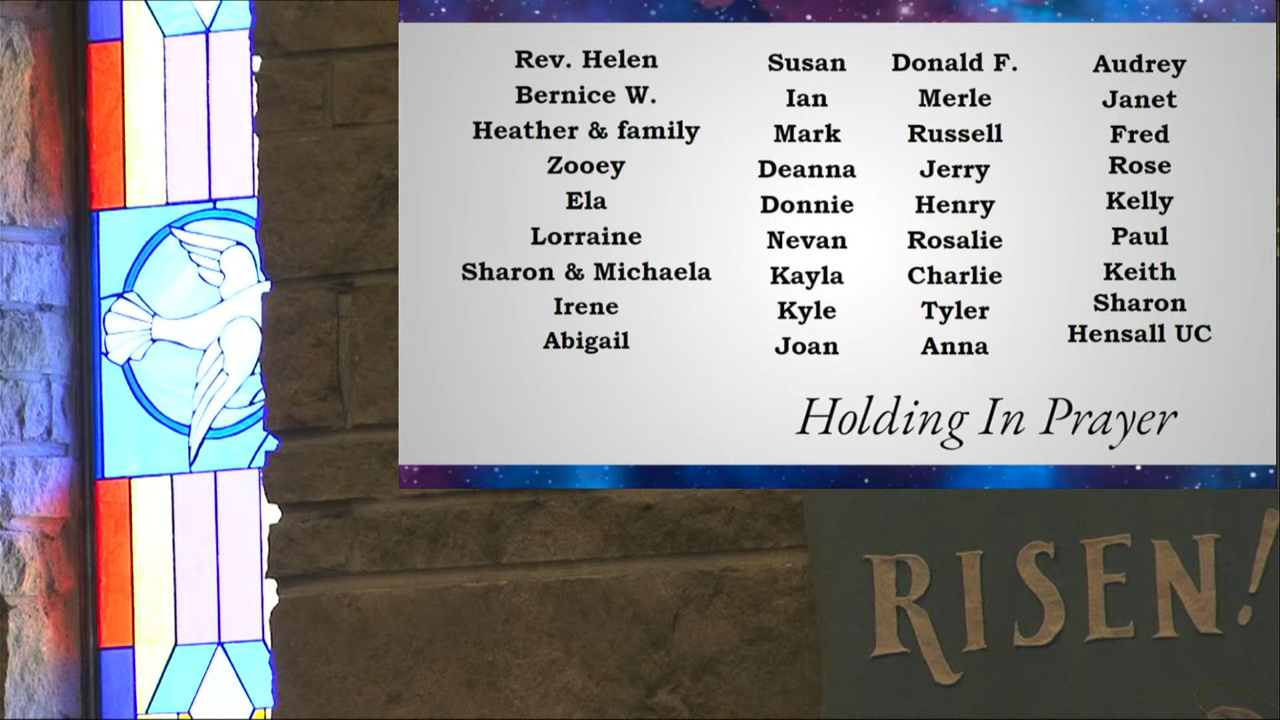 Rev. Helen
Bernice W.
Heather & family
Zooey
Ela
Lorraine
Sharon & Michaela
Irene
Abigail
Susan
Ian
Mark
Deanna
Donnie
Nevan
Kayla
Kyle
Joan
Donald F.
Merle
Russell
Jerry
Henry
Rosalie
Charlie
Tyler
Anna
Audrey
Janet
Fred
Rose
Kelly
Paul
Keith
Sharon
Hensall UC
Holding In Prayer
RISEN!